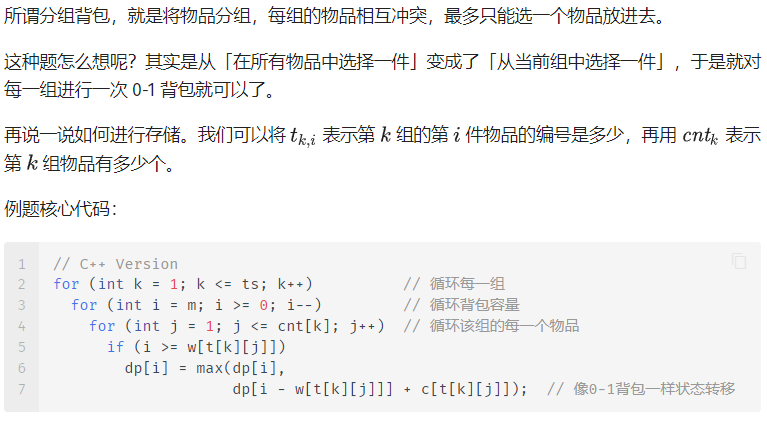 所谓分组背包，就是将物品分组，每组的物品相互冲突，最多只能选一个物品放进去。
这种题怎么想呢？其实是从「在所有物品中选择一件」变成了「从当前组中选择一件」，于是就对
每一组进行一次 0-1 背包就可以了。
再说一说如何进行存储。我们可以将 t_{k,i} 表示第 k 组的第 i 件物品的编号是多少，再用 cnt_k 表示
第 k 组物品有多少个。
例题核心代码：
1 // C++ Version
2 for (int k = 1; k <= ts; k++)          // 循环每一组
3   for (int i = m; i >= 0; i--)         // 循环背包容量
4     for (int j = 1; j <= cnt[k]; j++)  // 循环该组的每一个物品
5       if (i >= w[t[k][j]])
6         dp[i] = max(dp[i],
7                     dp[i - w[t[k][j]]] + c[t[k][j]]);  // 像0-1背包一样状态转移